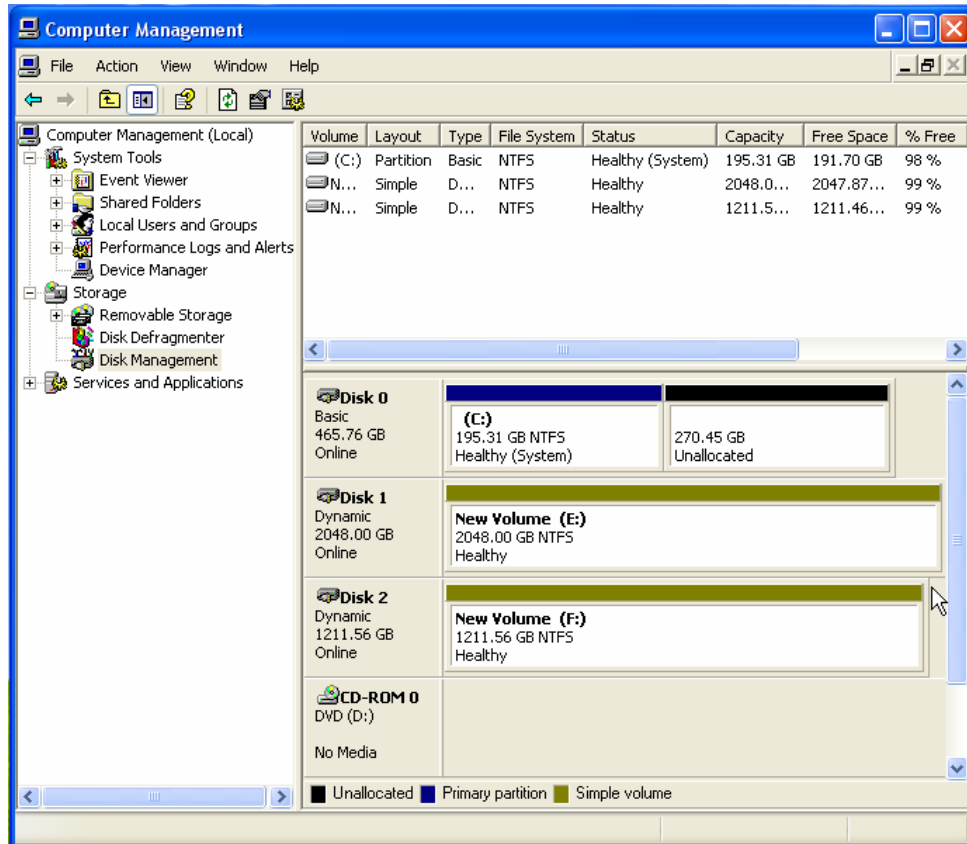 Computer Management
File Action View Window Help
Computer Management (Local)
System Tools
Event Viewer
Shared Folders
Local Users and Groups
Performance Logs and Alerts
Device Manager
Storage
Removable Storage
Disk Defragmenter
Disk Management
Services and Applications
Volume Layout Type File System Status Capacity Free Space % Free
(C:) Partition Basic NTFS Healthy (System) 195.31 GB 191.70 GB 98 %
N... Simple D... NTFS Healthy 2048.0... 2047.87... 99 %
N... Simple D... NTFS Healthy 1211.5... 1211.46... 99 %
Disk 0
Basic
465.76 GB
Online
(C:)
195.31 GB NTFS
Healthy (System)
270.45 GB
Unallocated
Disk 1
Dynamic
2048.00 GB
Online
New Volume (E:)
2048.00 GB NTFS
Healthy
Disk 2
Dynamic
1211.56 GB
Online
New Volume (F:)
1211.56 GB NTFS
Healthy
CD-ROM 0
DVD (D:)
No Media
Unallocated Primary partition Simple volume